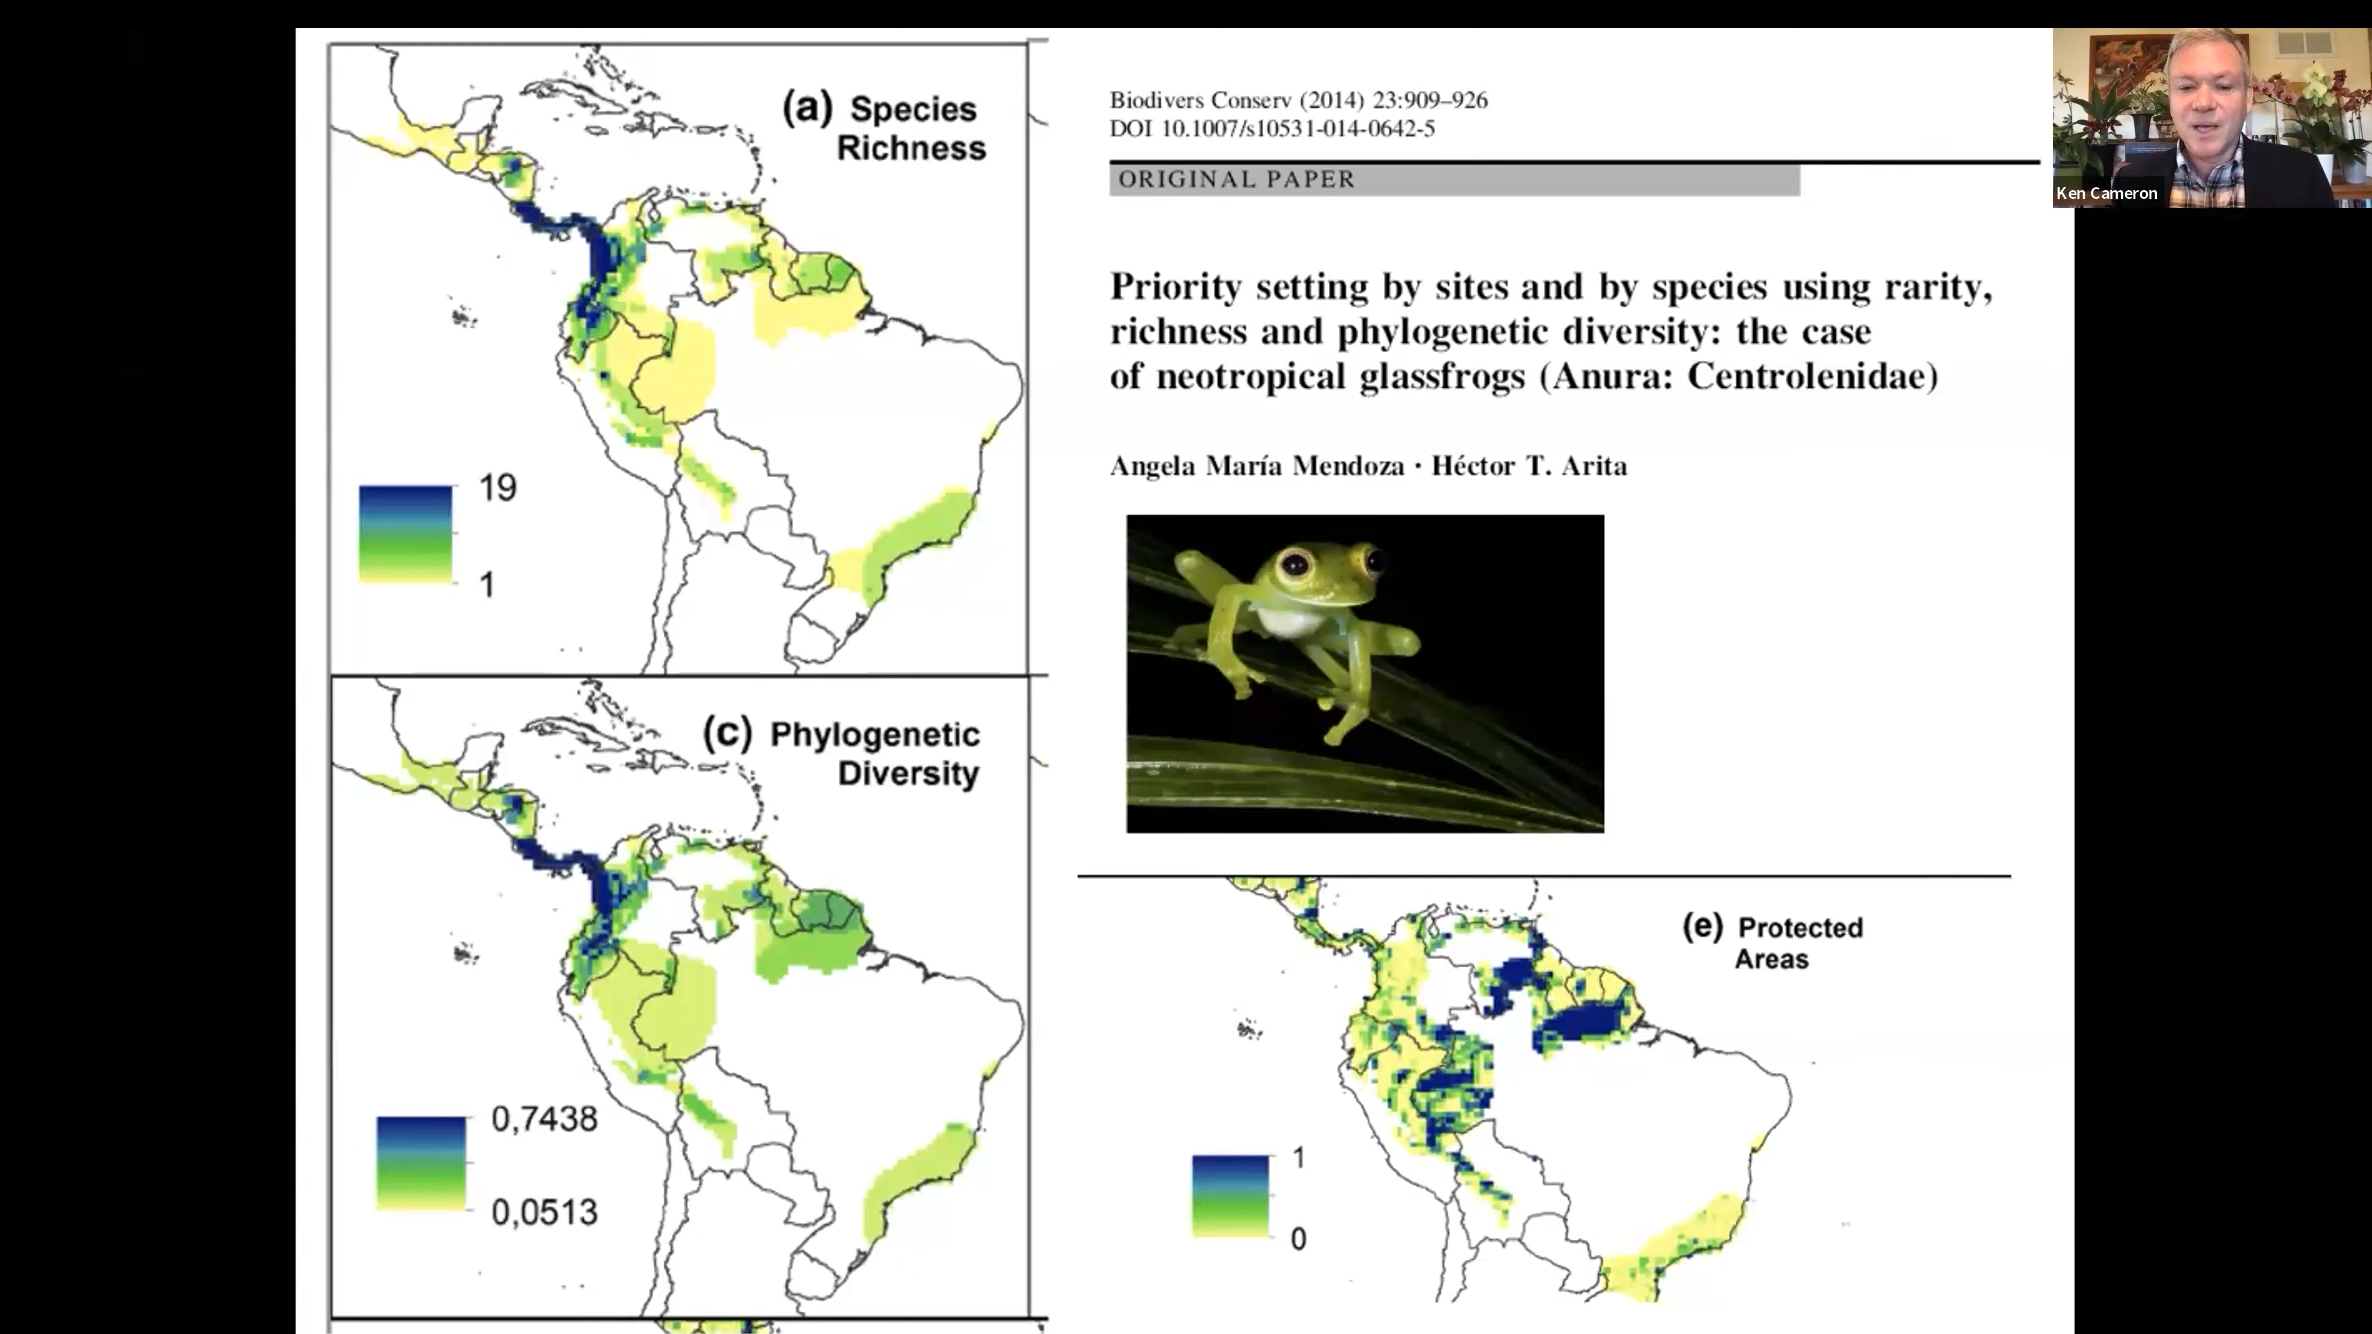 (a) Species
Richness
19
1
(c) Phylogenetic
Diversity
0,7438
0,0513
Biodivers Conserv (2014) 23:909–926
DOI 10.1007/s10531-014-0642-5
ORIGINAL PAPER
Priority setting by sites and by species using rarity,
richness and phylogenetic diversity: the case
of neotropical glassfrogs (Anura: Centrolenidae)
Angela María Mendoza · Héctor T. Arita
(e) Protected
Areas
1
0
Ken Cameron